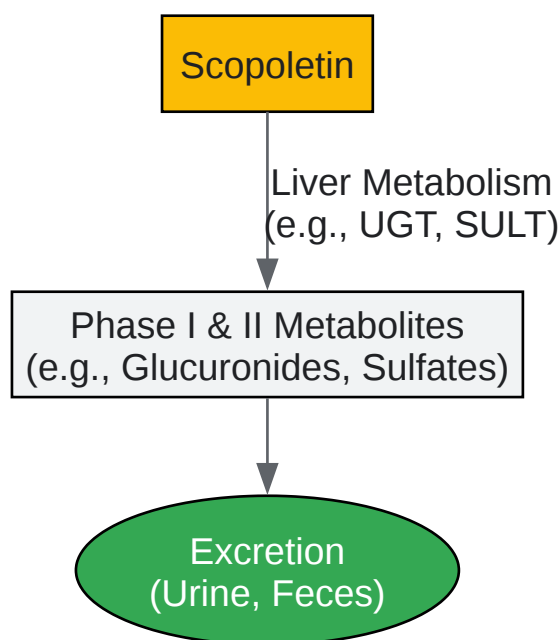 Scopoletin
Liver Metabolism
(e.g., UGT, SULT)
Phase I & II Metabolites
(e.g., Glucuronides, Sulfates)
Excretion
(Urine, Feces)